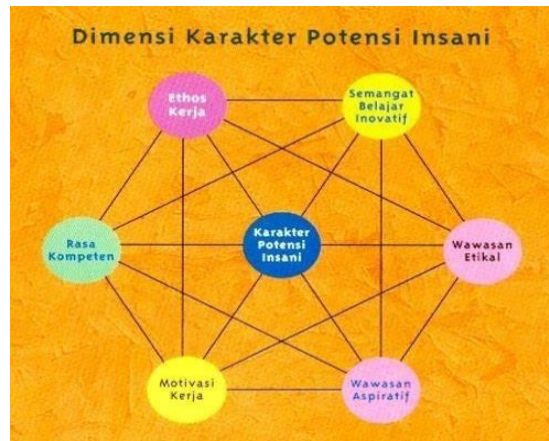 Dimensi Karakter Potensi Insani
Ethos
Kerja
Semangat
Belajar
Inovatif
Rasa
Kompeten
Karakter
Potensi
Insani
Wawasan
Etikal
Motivasi
Kerja
Wawasan
Aspiratif